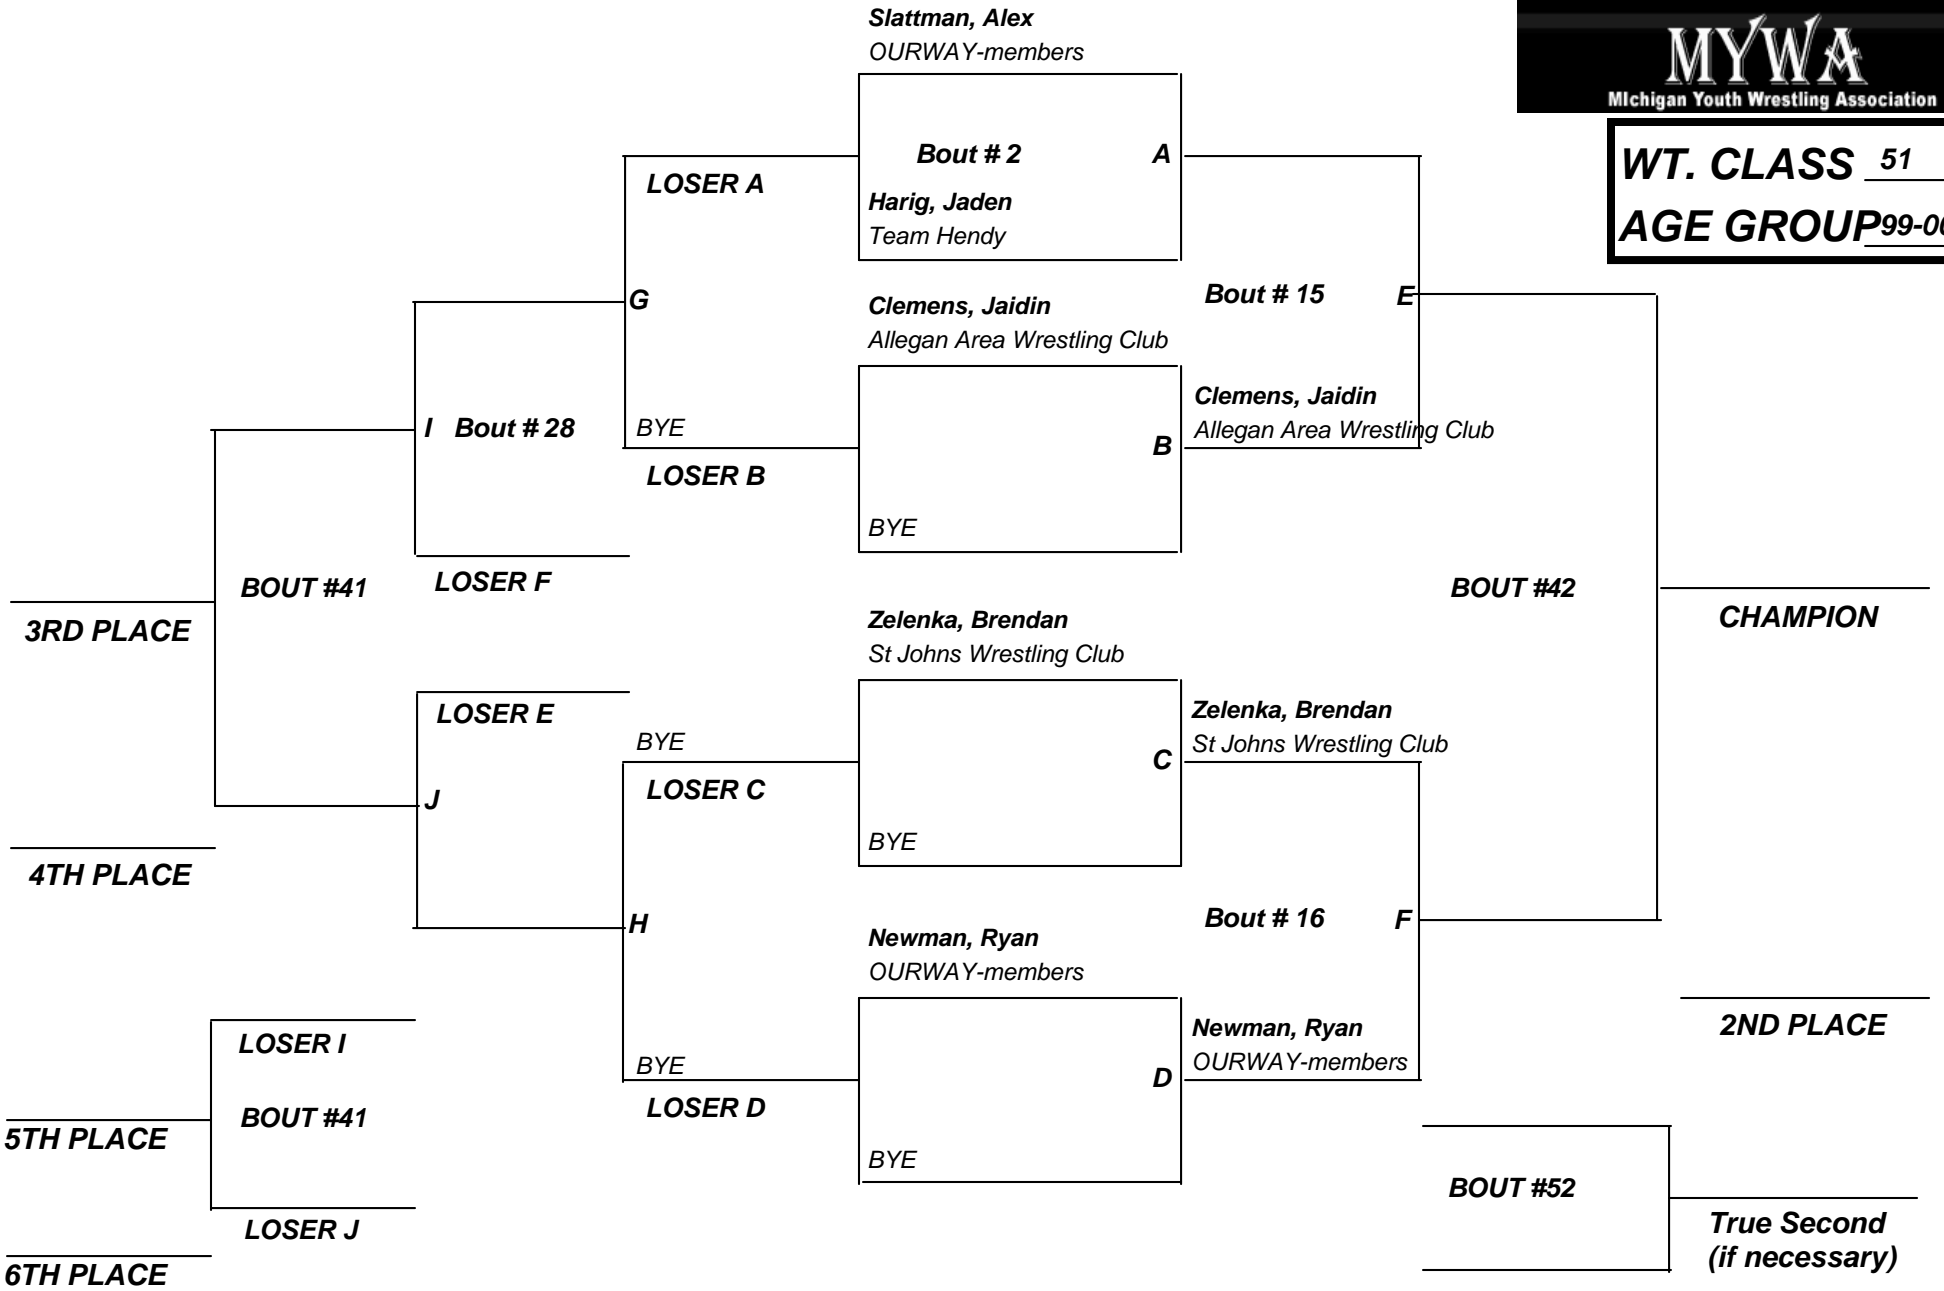 MYWA
MIchigan Youth Wrestling Association
WT. CLASS 51
AGE GROUP 99-00
Slattman, Alex
OURWAY-members
Bout # 2
A
Harig, Jaden
Team Hendy
LOSER A
G
Clemens, Jaidin
Allegan Area Wrestling Club
Bout # 15
E
Clemens, Jaidin
Allegan Area Wrestling Club
B
BYE
I
Bout # 28
BYE
LOSER B
LOSER F
BOUT #41
3RD PLACE
BOUT #42
CHAMPION
Zelenka, Brendan
St Johns Wrestling Club
LOSER E
BYE
LOSER C
C
Zelenka, Brendan
St Johns Wrestling Club
BYE
J
4TH PLACE
H
Bout # 16
F
Newman, Ryan
OURWAY-members
Newman, Ryan
OURWAY-members
D
BYE
BYE
LOSER D
2ND PLACE
LOSER I
BOUT #41
5TH PLACE
LOSER J
6TH PLACE
BOUT #52
True Second
(if necessary)